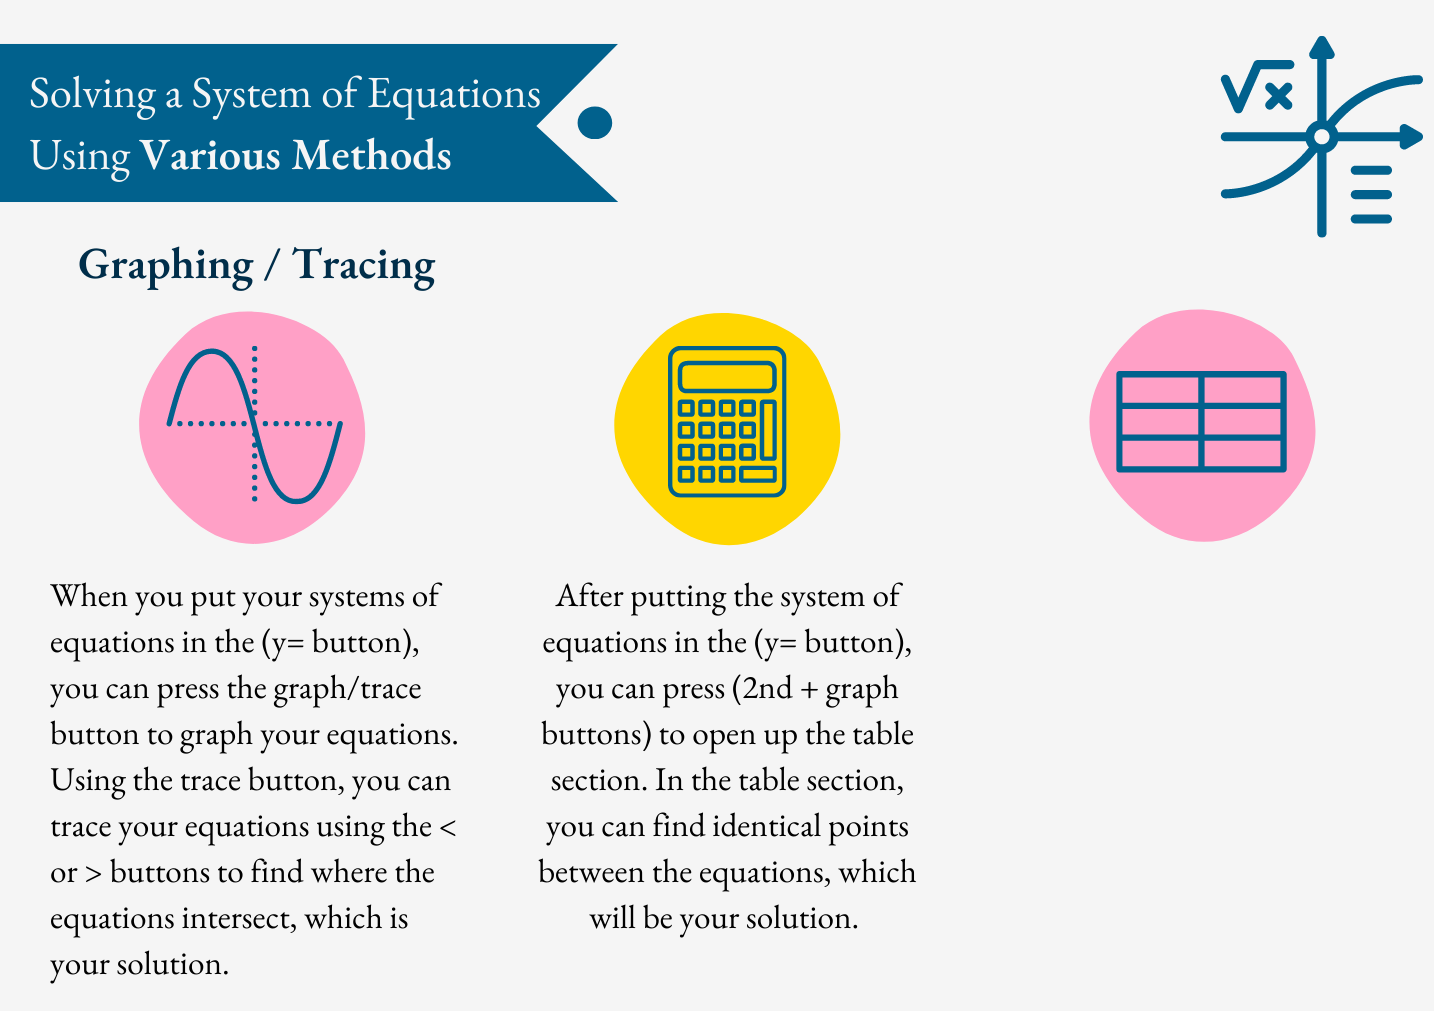 Solving a System of Equations
Using Various Methods
√x
Graphing / Tracing
When you put your systems of
equations in the (y= button),
you can press the graph/trace
button to graph your equations.
Using the trace button, you can
trace your equations using the <
or > buttons to find where the
equations intersect, which is
your solution.
After putting the system of
equations in the (y= button),
you can press (2nd + graph
buttons) to open up the table
section. In the table section,
you can find identical points
between the equations, which
will be your solution.